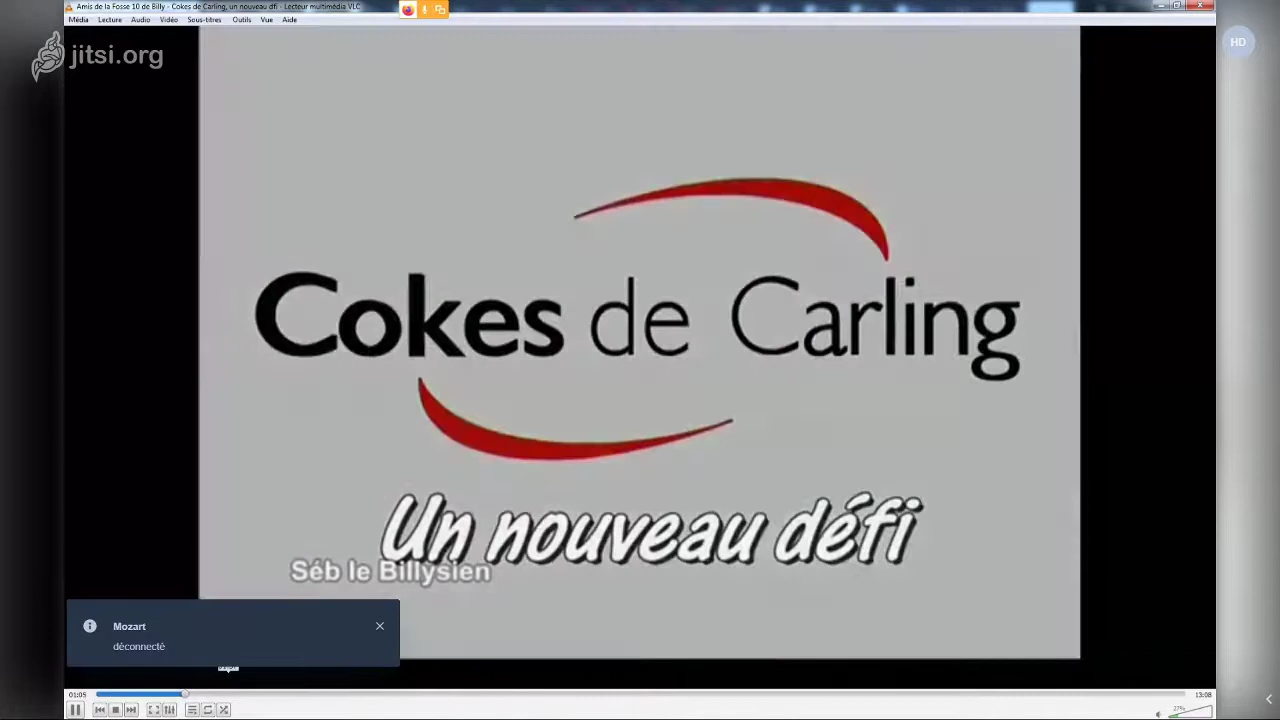 Amis de la Fosse 10 de Billy - Cokes de Carling, un nouveau dfi - Lecteur multimédia VLC
Média Lecture Audio Vidéo Sous-titres Outils Vue Aide
jitsi.org
HD
Cokes de Carling
Un nouveau défi
Séb le Billysien
Mozart
déconnecté
01:05
13:08
27%